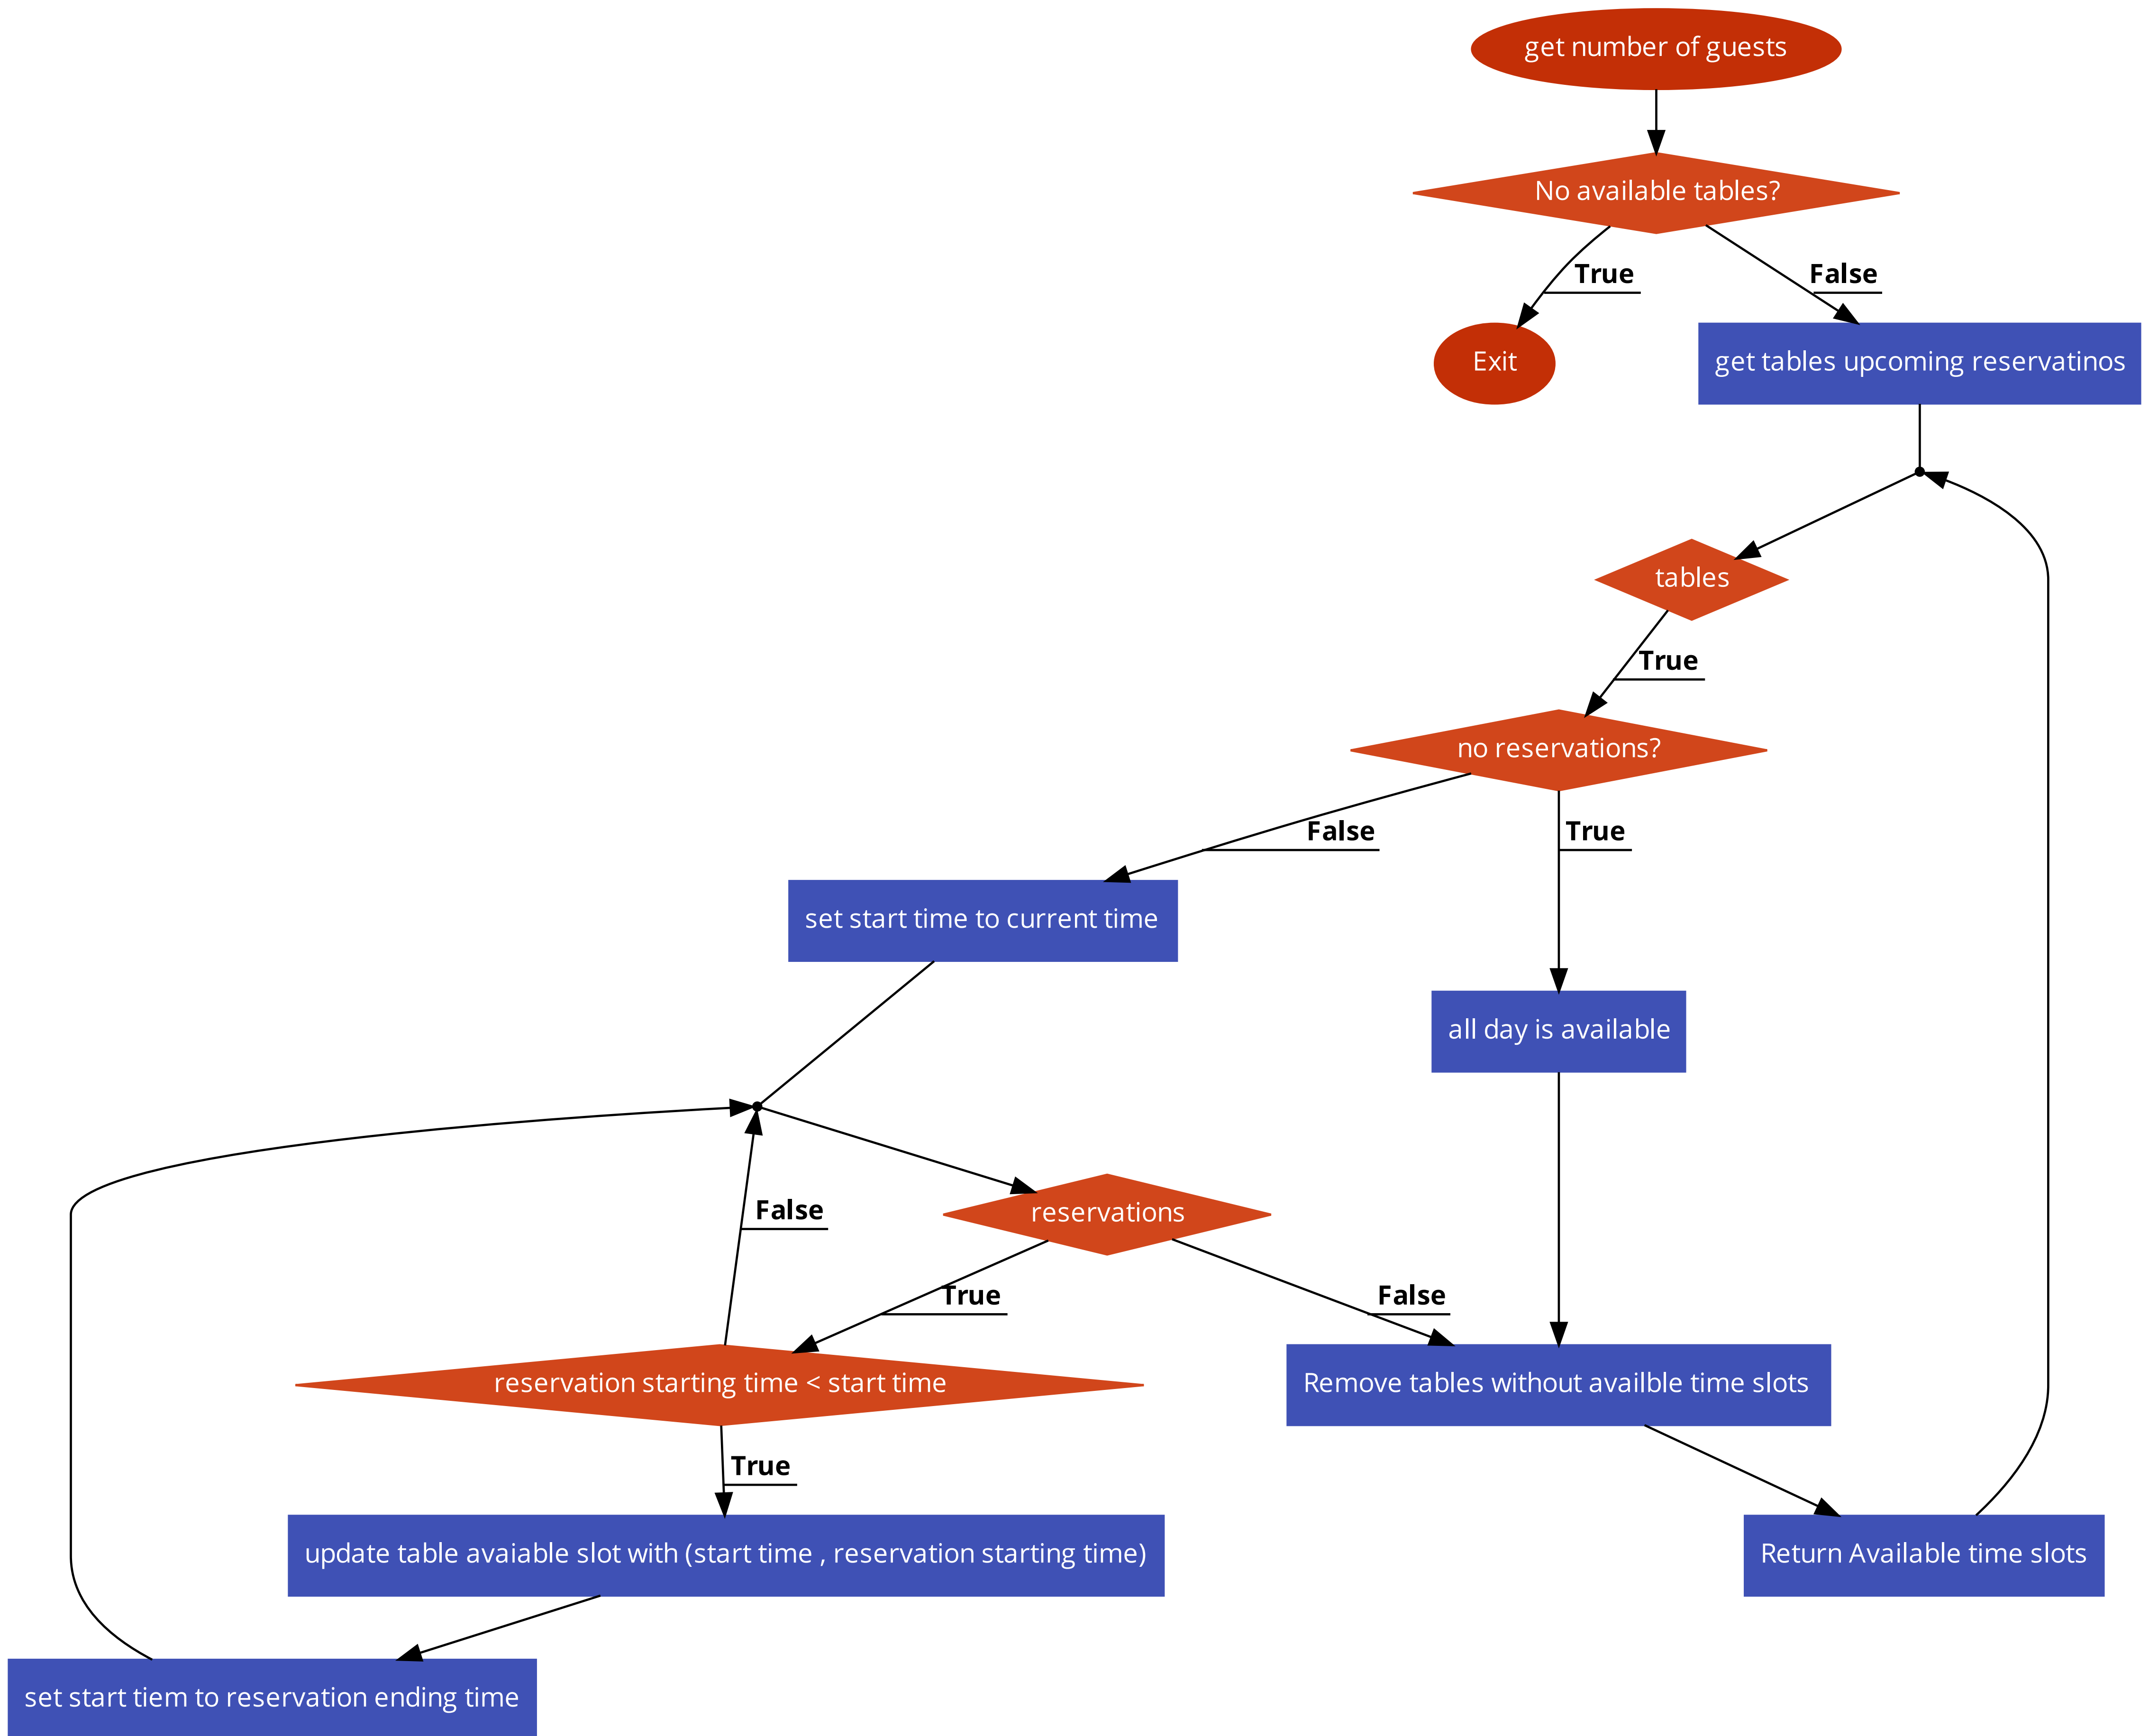 get number of guests
No available tables?
True
False
Exit
get tables upcoming reservatinos
tables
True
no reservations?
False
True
set start time to current time
all day is available
False
reservations
True
False
reservation starting time < start time
Remove tables without availble time slots
True
update table avaiable slot with (start time , reservation starting time)
Return Available time slots
set start tiem to reservation ending time